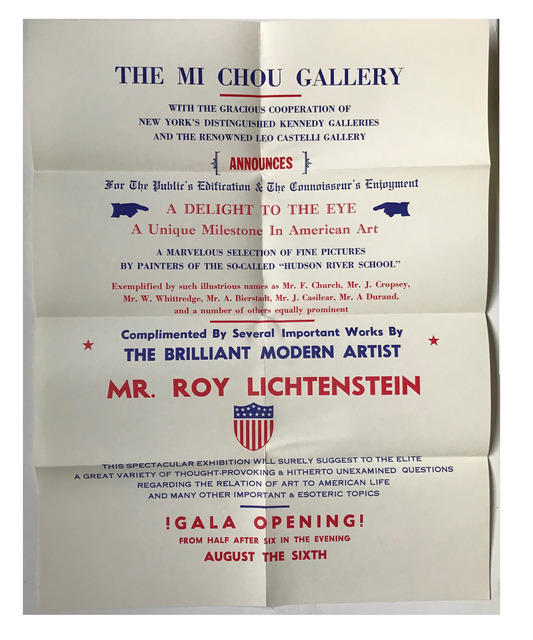 THE MI CHOU GALLERY
WITH THE GRACIOUS COOPERATION OF
NEW YORK'S DISTINGUISHED KENNEDY GALLERIES
AND THE RENOWNED LEO CASTELLI GALLERY
ANNOUNCES
For The Public's Edification & The Connoisseur's Enjoyment
A DELIGHT TO THE EYE
A Unique Milestone In American Art
A MARVELOUS SELECTION OF FINE PICTURES
BY PAINTERS OF THE SO-CALLED "HUDSON RIVER SCHOOL"
Exemplified by such illustrious names as Mr. F. Church, Mr. J. Cropsey,
Mr. W. Whittredge, Mr. A. Bierstadt, Mr. J. Casilear, Mr. A Durand,
and a number of others equally prominent
Complimented By Several Important Works By
THE BRILLIANT MODERN ARTIST
MR. ROY LICHTENSTEIN
THIS SPECTACULAR EXHIBITION WILL SURELY SUGGEST TO THE ELITE
A GREAT VARIETY OF THOUGHT-PROVOKING & HITHERTO UNEXAMINED QUESTIONS
REGARDING THE RELATION OF ART TO AMERICAN LIFE
AND MANY OTHER IMPORTANT & ESOTERIC TOPICS
!GALA OPENING!
FROM HALF AFTER SIX IN THE EVENING
AUGUST THE SIXTH